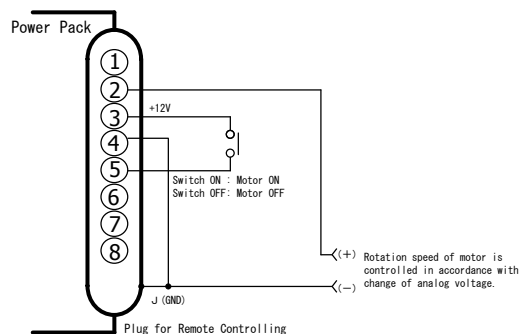 Power Pack
1
2
3
4
5
6
7
8
+12V
Switch ON : Motor ON
Switch OFF: Motor OFF
(+)
(−)
Rotation speed of motor is
controlled in accordance with
change of analog voltage.
J (GND)
Plug for Remote Controlling